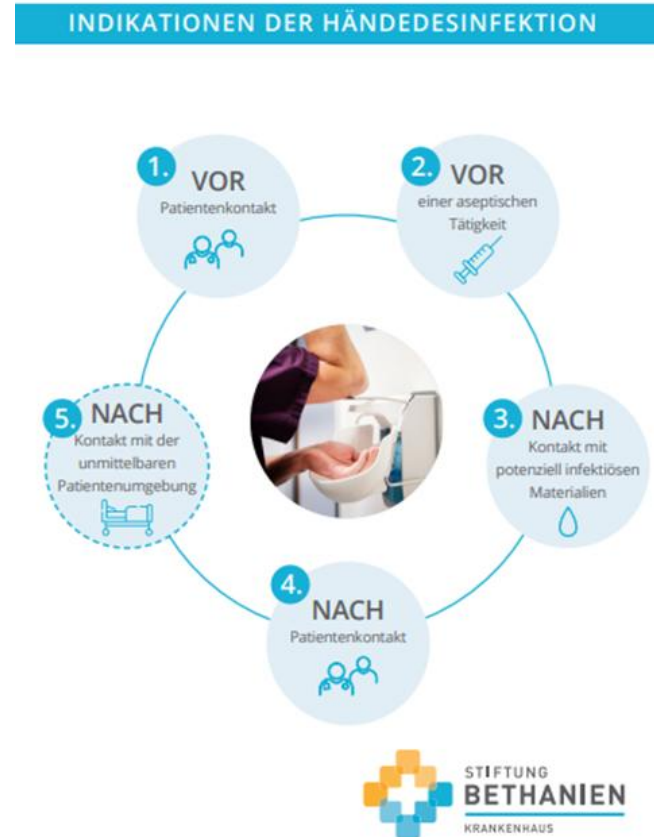 INDIKATIONEN DER HÄNDEDESINFEKTION
1.
VOR
Patientenkontakt
2.
VOR
einer aseptischen
Tätigkeit
3.
NACH
Kontakt mit
potenziell infektiösen
Materialien
4.
NACH
Patientenkontakt
5.
NACH
Kontakt mit der
unmittelbaren
Patientenumgebung
STIFTUNG
BETHANIEN
KRANKENHAUS